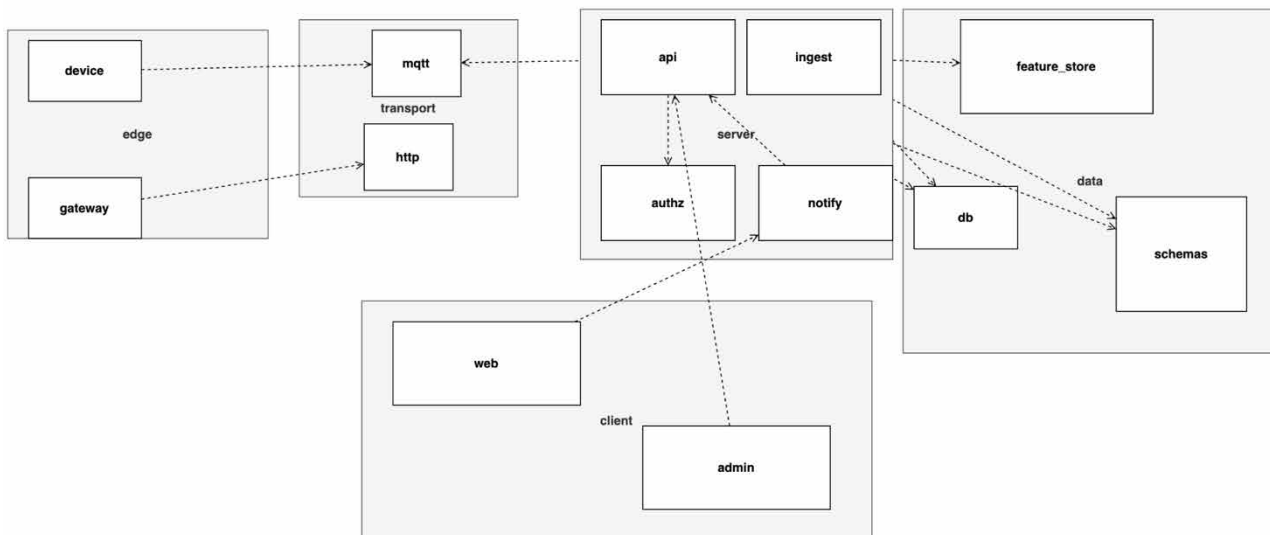 device
edge
gateway
mqtt
transport
http
api
ingest
server
authz
notify
feature_store
data
db
schemas
web
client
admin